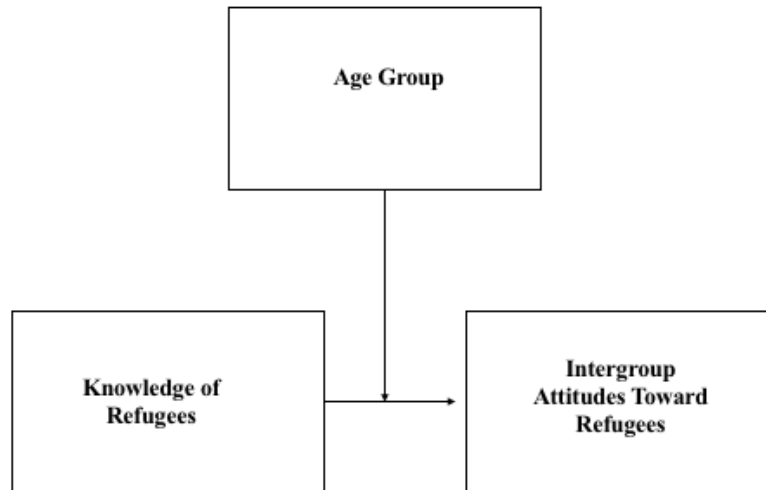 Age Group
Knowledge of
Refugees
Intergroup
Attitudes Toward
Refugees